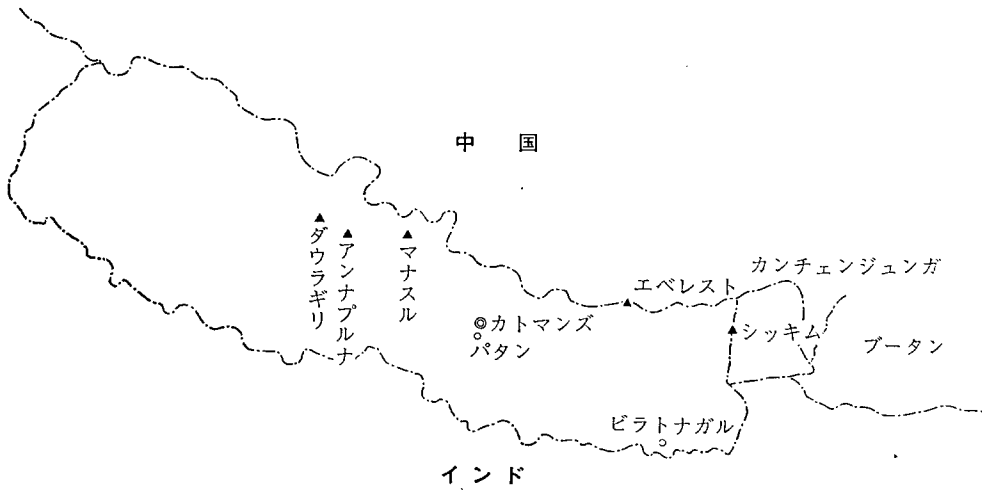 中国
ダウラギリ
アンナプルナ
マナスル
カンチェンジュンガ
エベレスト
カトマンズ
シッキム
パタン
ブータン
ビラトナガル
インド